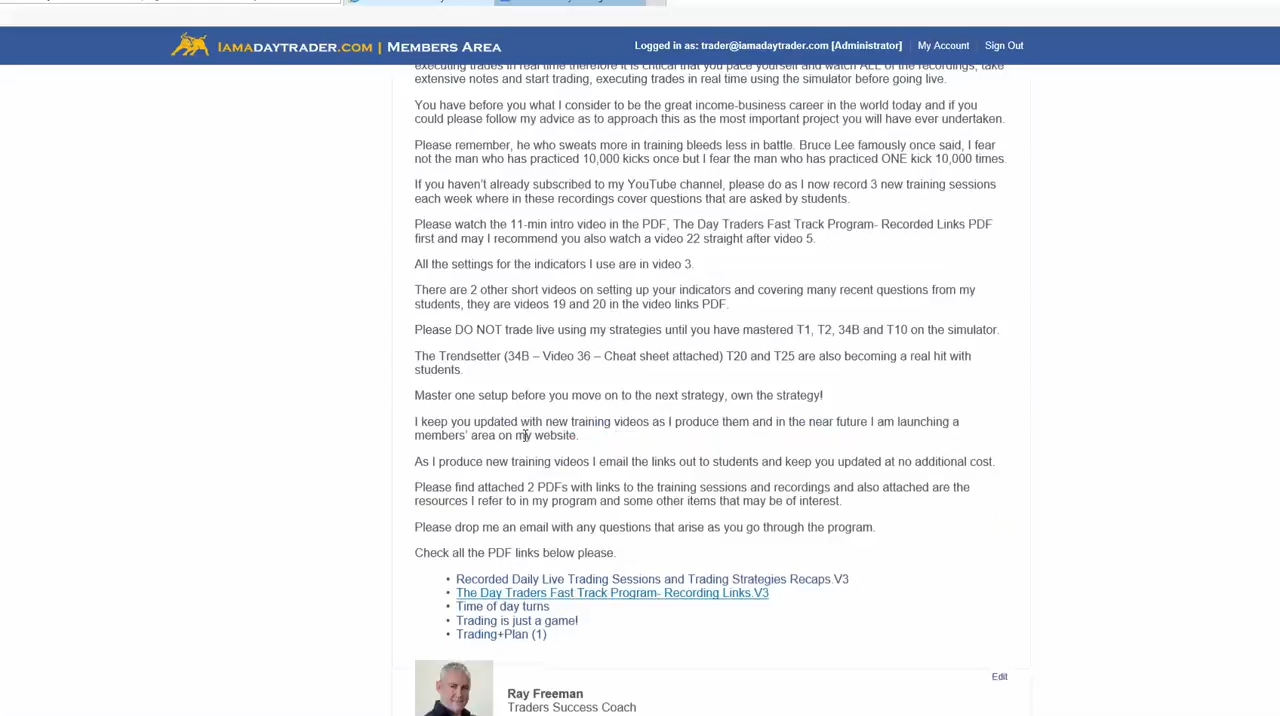 IAMADAYTRADER.COM | MEMBERS AREA
Logged in as: trader@iamadaytrader.com [Administrator] My Account Sign Out
executing trades in real time therefore it is critical that you pace yourself and watch ALL of the recordings, take
extensive notes and start trading, executing trades in real time using the simulator before going live.
You have before you what I consider to be the great income-business career in the world today and if you
could please follow my advice as to approach this as the most important project you will have ever undertaken.
Please remember, he who sweats more in training bleeds less in battle. Bruce Lee famously once said, I fear
not the man who has practiced 10,000 kicks once but I fear the man who has practiced ONE kick 10,000 times.
If you haven't already subscribed to my YouTube channel, please do as I now record 3 new training sessions
each week where in these recordings cover questions that are asked by students.
Please watch the 11-min intro video in the PDF, The Day Traders Fast Track Program- Recorded Links PDF
first and may I recommend you also watch a video 22 straight after video 5.
All the settings for the indicators I use are in video 3.
There are 2 other short videos on setting up your indicators and covering many recent questions from my
students, they are videos 19 and 20 in the video links PDF.
Please DO NOT trade live using my strategies until you have mastered T1, T2, 34B and T10 on the simulator.
The Trendsetter (34B – Video 36 – Cheat sheet attached) T20 and T25 are also becoming a real hit with
students.
Master one setup before you move on to the next strategy, own the strategy!
I keep you updated with new training videos as I produce them and in the near future I am launching a
members' area on my website.
As I produce new training videos I email the links out to students and keep you updated at no additional cost.
Please find attached 2 PDFs with links to the training sessions and recordings and also attached are the
resources I refer to in my program and some other items that may be of interest.
Please drop me an email with any questions that arise as you go through the program.
Check all the PDF links below please.
• Recorded Daily Live Trading Sessions and Trading Strategies Recaps.V3
• The Day Traders Fast Track Program- Recording Links.V3
• Time of day turns
• Trading is just a game!
• Trading+Plan (1)
Edit
Ray Freeman
Traders Success Coach